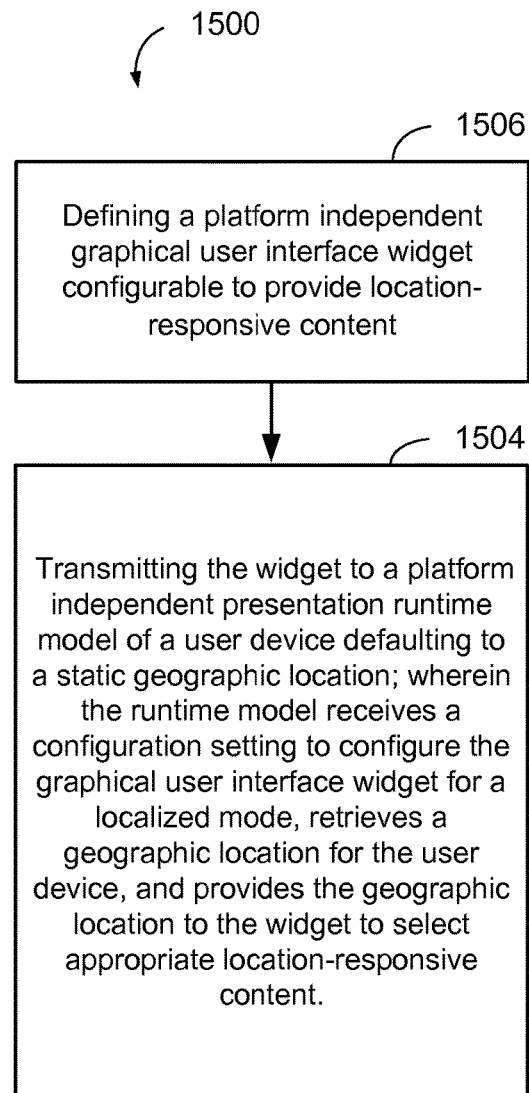 1500
1506
Defining a platform independent
graphical user interface widget
configurable to provide location-
responsive content
1504
Transmitting the widget to a platform
independent presentation runtime
model of a user device defaulting to
a static geographic location; wherein
the runtime model receives a
configuration setting to configure the
graphical user interface widget for a
localized mode, retrieves a
geographic location for the user
device, and provides the geographic
location to the widget to select
appropriate location-responsive
content.